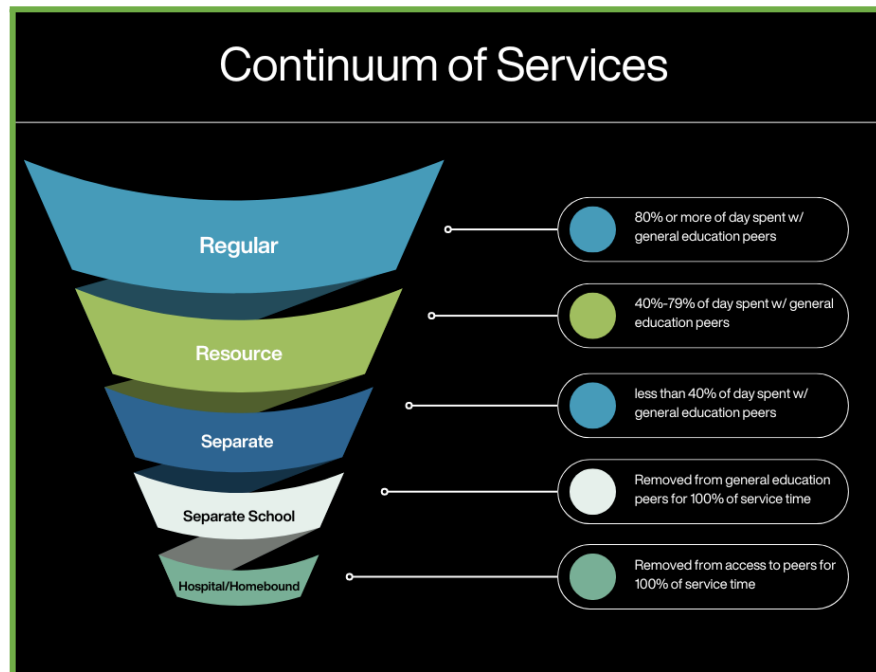 Continuum of Services
Regular
80% or more of day spent w/
general education peers
Resource
40%-79% of day spent w/ general
education peers
Separate
less than 40% of day spent w/
general education peers
Separate School
Removed from general education
peers for 100% of service time
Hospital/Homebound
Removed from access to peers for
100% of service time